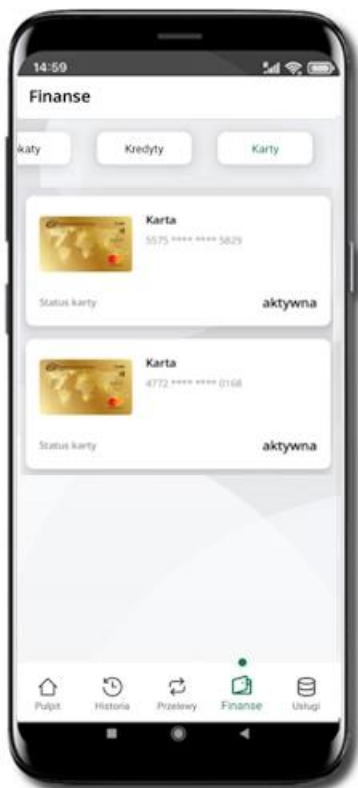 14:59
Finanse
katy Kredyty Karty
Karta
5575 **** **** 5829
Status karty aktywna
Karta
4772 **** **** 0168
Status karty aktywna
Pulpit Historia Przelewy Finanse Usługi